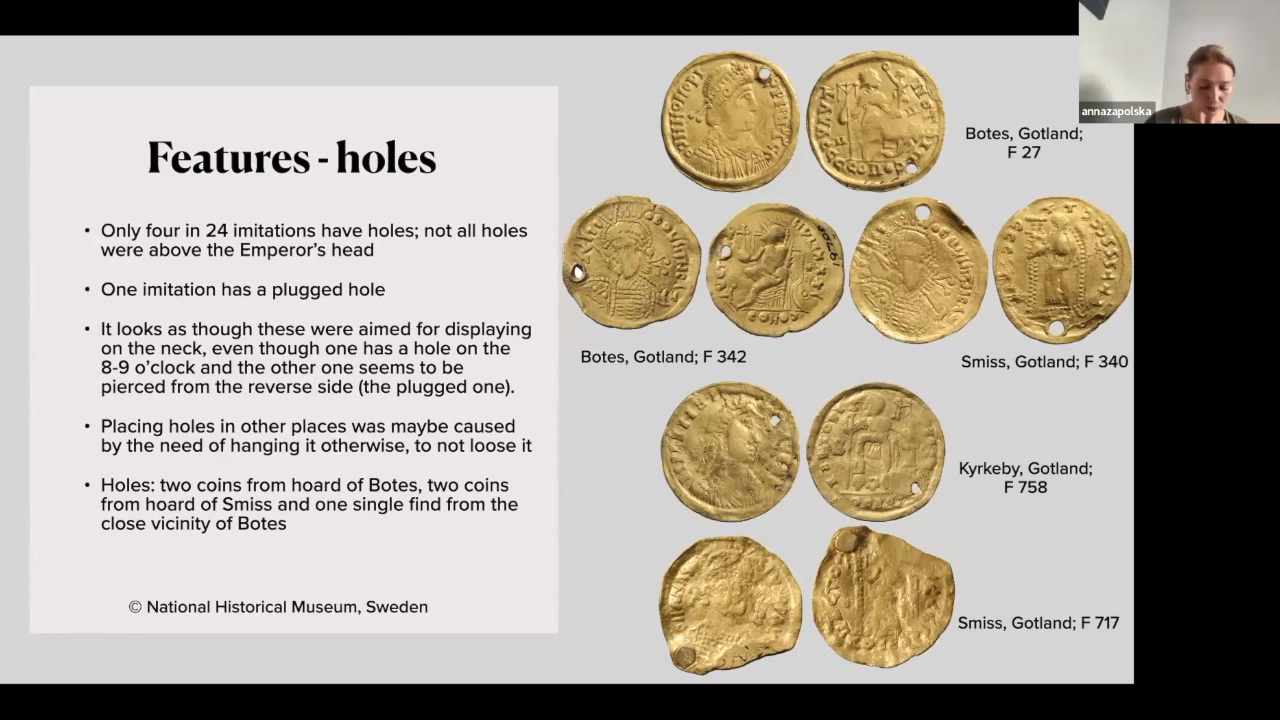 Features - holes
• Only four in 24 imitations have holes; not all holes
were above the Emperor's head
• One imitation has a plugged hole
• It looks as though these were aimed for displaying
on the neck, even though one has a hole on the
8-9 o'clock and the other one seems to be
pierced from the reverse side (the plugged one).
• Placing holes in other places was maybe caused
by the need of hanging it otherwise, to not loose it
• Holes: two coins from hoard of Botes, two coins
from hoard of Smiss and one single find from the
close vicinity of Botes
© National Historical Museum, Sweden
Botes, Gotland;
F 27
Botes, Gotland; F 342
Smiss, Gotland; F 340
Kyrkeby, Gotland;
F 758
Smiss, Gotland; F 717
annazapolska